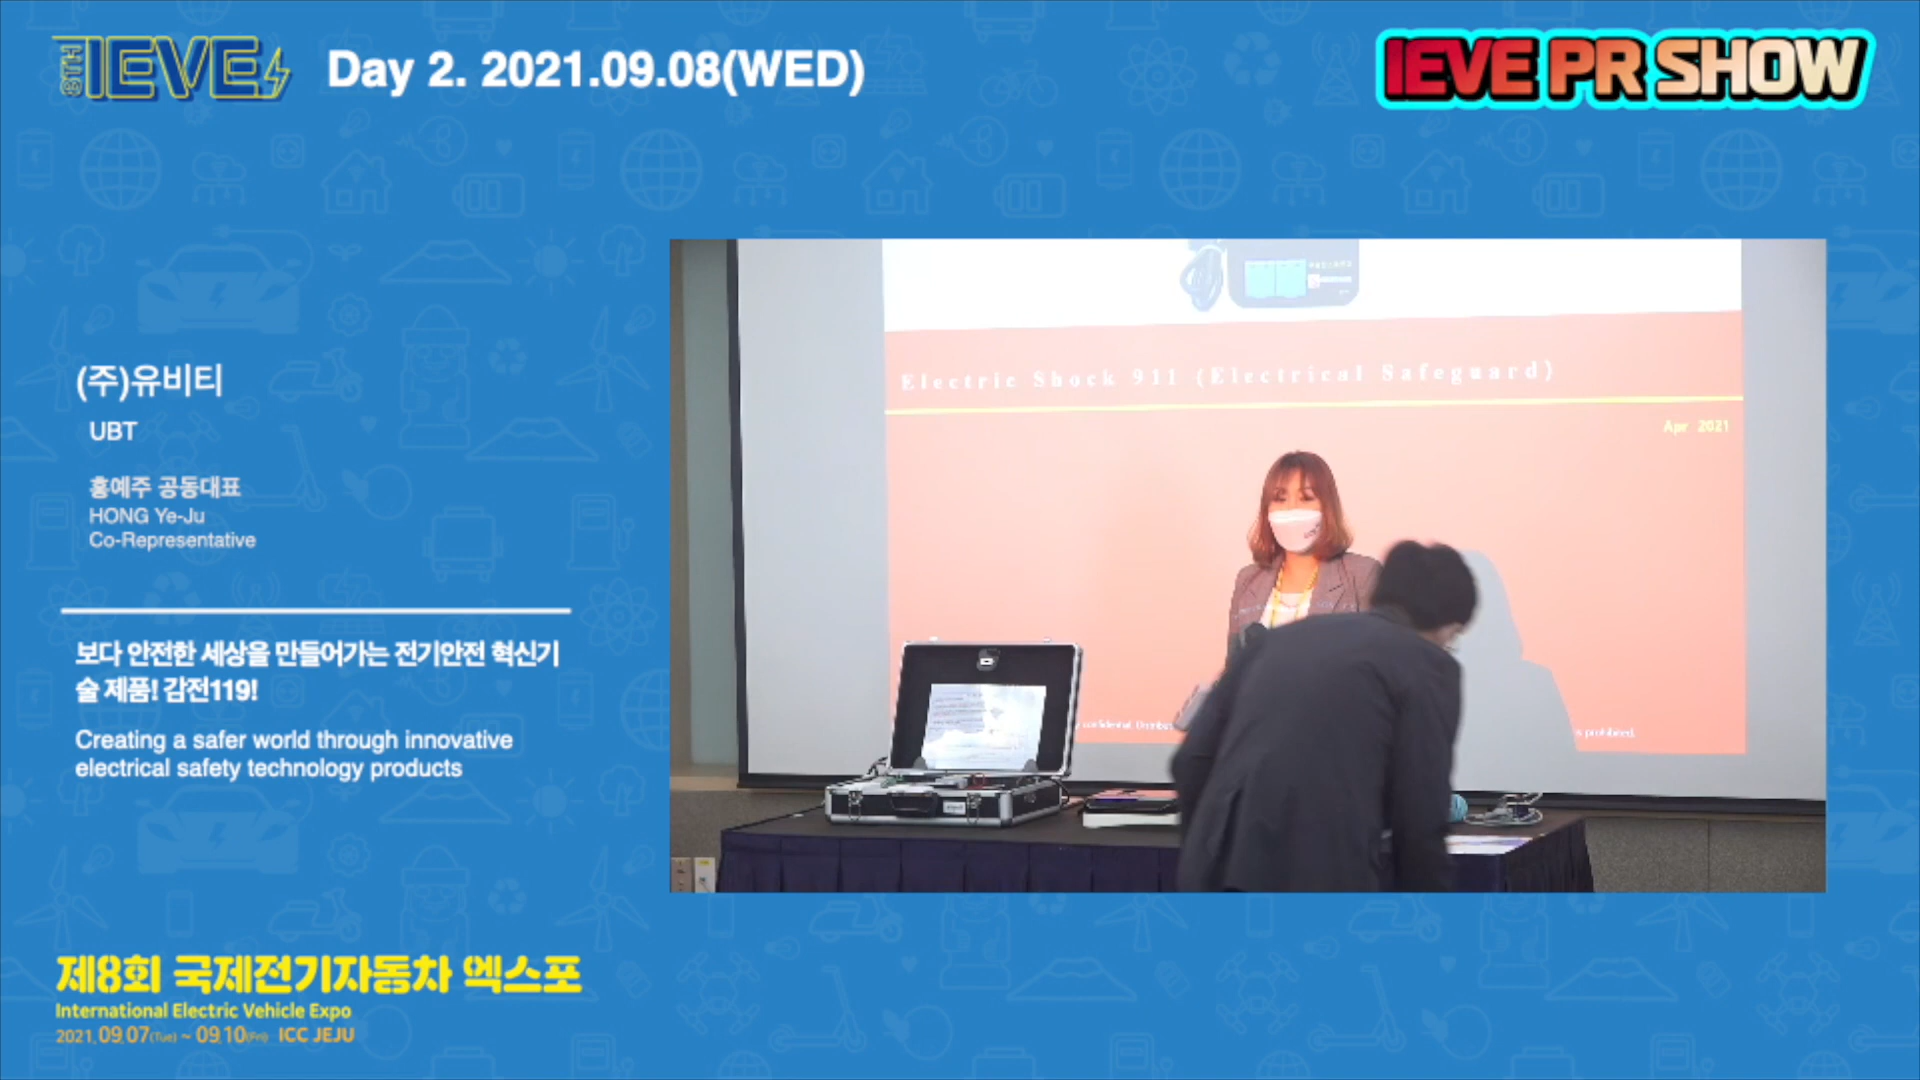 8TH IEVE
Day 2. 2021.09.08(WED)
IEVE PR SHOW
(주)유비티
UBT
홍예주 공동대표
HONG Ye-Ju
Co-Representative
보다 안전한 세상을 만들어가는 전기안전 혁신기
술 제품! 감전119!
Creating a safer world through innovative
electrical safety technology products
Electric Shock 911 (Electrical Safeguard)
Apr 2021
confidential.
is prohibited.
제8회 국제전기자동차 엑스포
International Electric Vehicle Expo
2021. 09.07(Tue) ~ 09.10(Fri) ICC JEJU